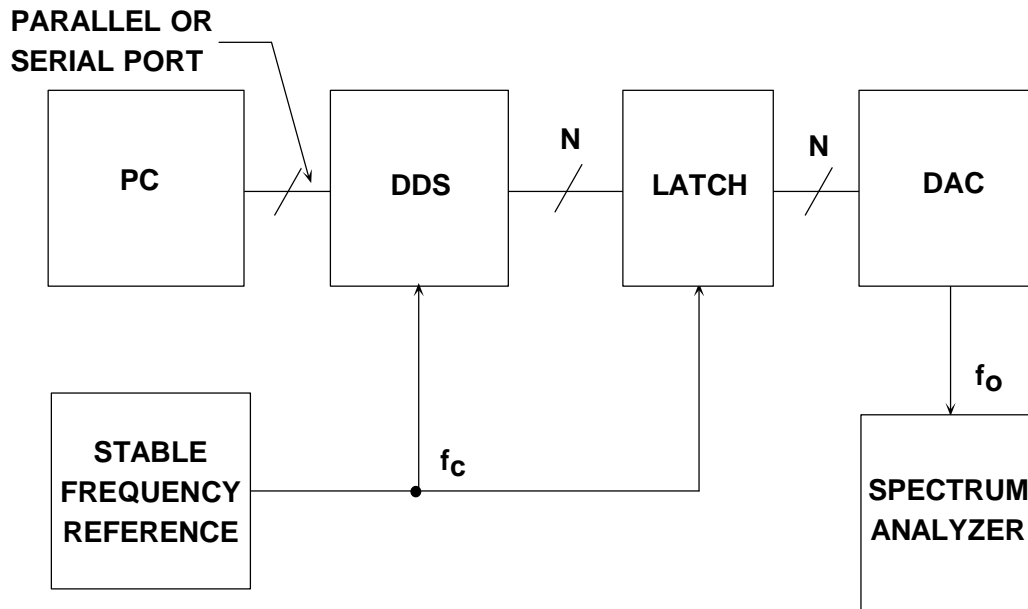 PARALLEL OR
SERIAL PORT
PC
DDS
N
LATCH
N
DAC
fc
fo
STABLE
FREQUENCY
REFERENCE
SPECTRUM
ANALYZER